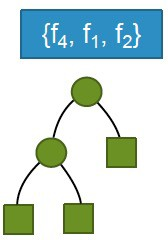 {f₄, f₁, f₂}